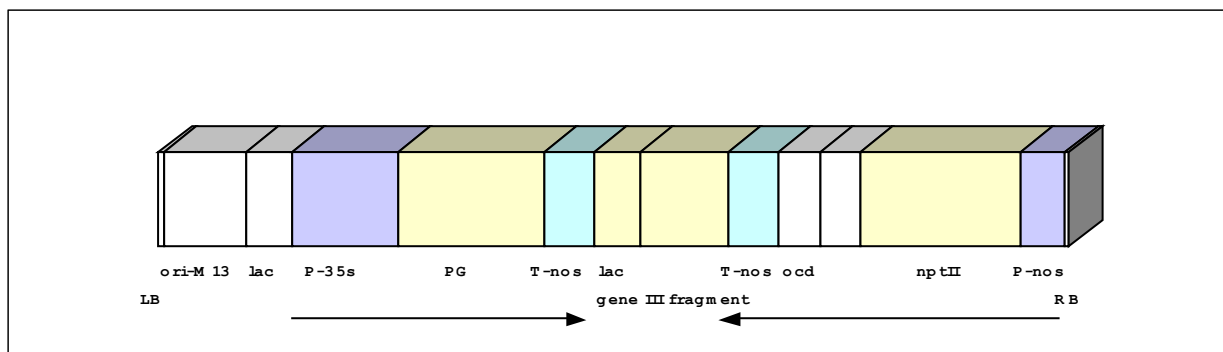 ori-M13 lac P-35s PG T-nos lac T-nos ocd nptII P-nos
LB gene III fragment RB